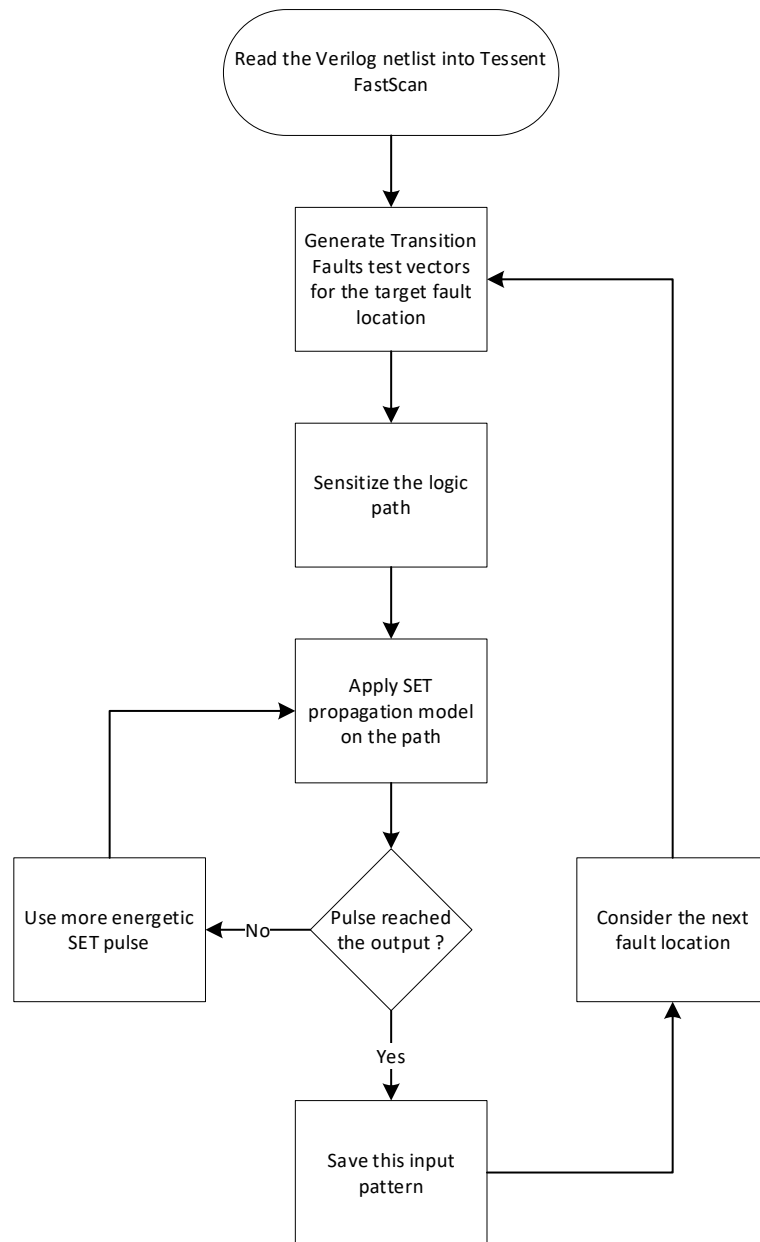 Read the Verilog netlist into Tessent
FastScan
Generate Transition
Faults test vectors
for the target fault
location
Sensitize the logic
path
Apply SET
propagation model
on the path
Use more energetic
SET pulse
No
Pulse reached
the output ?
Consider the next
fault location
Yes
Save this input
pattern